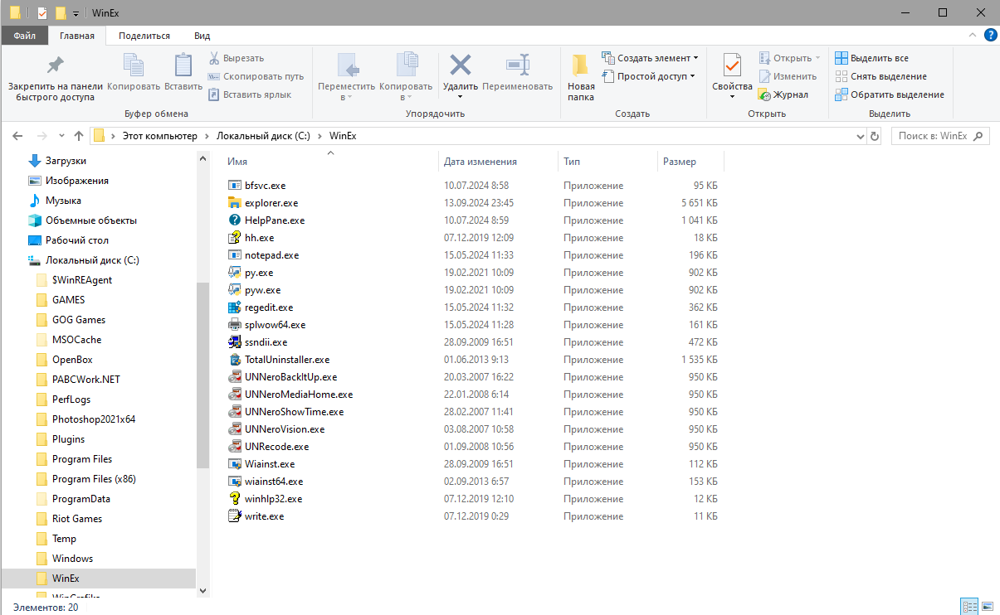 WinEx
Файл Главная Поделиться Вид
Закрепить на панели быстрого доступа
Копировать
Вставить
Вырезать
Скопировать путь
Вставить ярлык
Буфер обмена
Переместить в
Копировать в
Удалить
Переименовать
Упорядочить
Новая папка
Создать элемент
Простой доступ
Создать
Свойства
Открыть
Изменить
Журнал
Открыть
Выделить все
Снять выделение
Обратить выделение
Выделить
Этот компьютер > Локальный диск (C:) > WinEx
Поиск в: WinEx
Загрузки
Изображения
Музыка
Объемные объекты
Рабочий стол
Локальный диск (C:)
$WinREAgent
GAMES
GOG Games
MSOCache
OpenBox
PABCWork.NET
PerfLogs
Photoshop2021x64
Plugins
Program Files
Program Files (x86)
ProgramData
Riot Games
Temp
Windows
WinEx
Имя Дата изменения Тип Размер
bfsvc.exe 10.07.2024 8:58 Приложение 95 КБ
explorer.exe 13.09.2024 23:45 Приложение 5 651 КБ
HelpPane.exe 10.07.2024 8:59 Приложение 1 041 КБ
hh.exe 07.12.2019 12:09 Приложение 18 КБ
notepad.exe 15.05.2024 11:33 Приложение 196 КБ
py.exe 19.02.2021 10:09 Приложение 902 КБ
pyw.exe 19.02.2021 10:09 Приложение 902 КБ
regedit.exe 15.05.2024 11:32 Приложение 362 КБ
splwow64.exe 15.05.2024 11:28 Приложение 161 КБ
ssndii.exe 28.09.2009 16:51 Приложение 472 КБ
TotalUninstaller.exe 01.06.2013 9:13 Приложение 1 535 КБ
UNNeroBackItUp.exe 20.03.2007 16:22 Приложение 950 КБ
UNNeroMediaHome.exe 22.01.2008 6:14 Приложение 950 КБ
UNNeroShowTime.exe 28.02.2007 11:41 Приложение 950 КБ
UNNeroVision.exe 03.08.2007 10:58 Приложение 950 КБ
UNRecode.exe 01.09.2008 10:56 Приложение 950 КБ
Wiainst.exe 28.09.2009 16:51 Приложение 112 КБ
wiainst64.exe 02.09.2013 6:57 Приложение 153 КБ
winhlp32.exe 07.12.2019 12:10 Приложение 12 КБ
write.exe 07.12.2019 0:29 Приложение 11 КБ
Элементов: 20